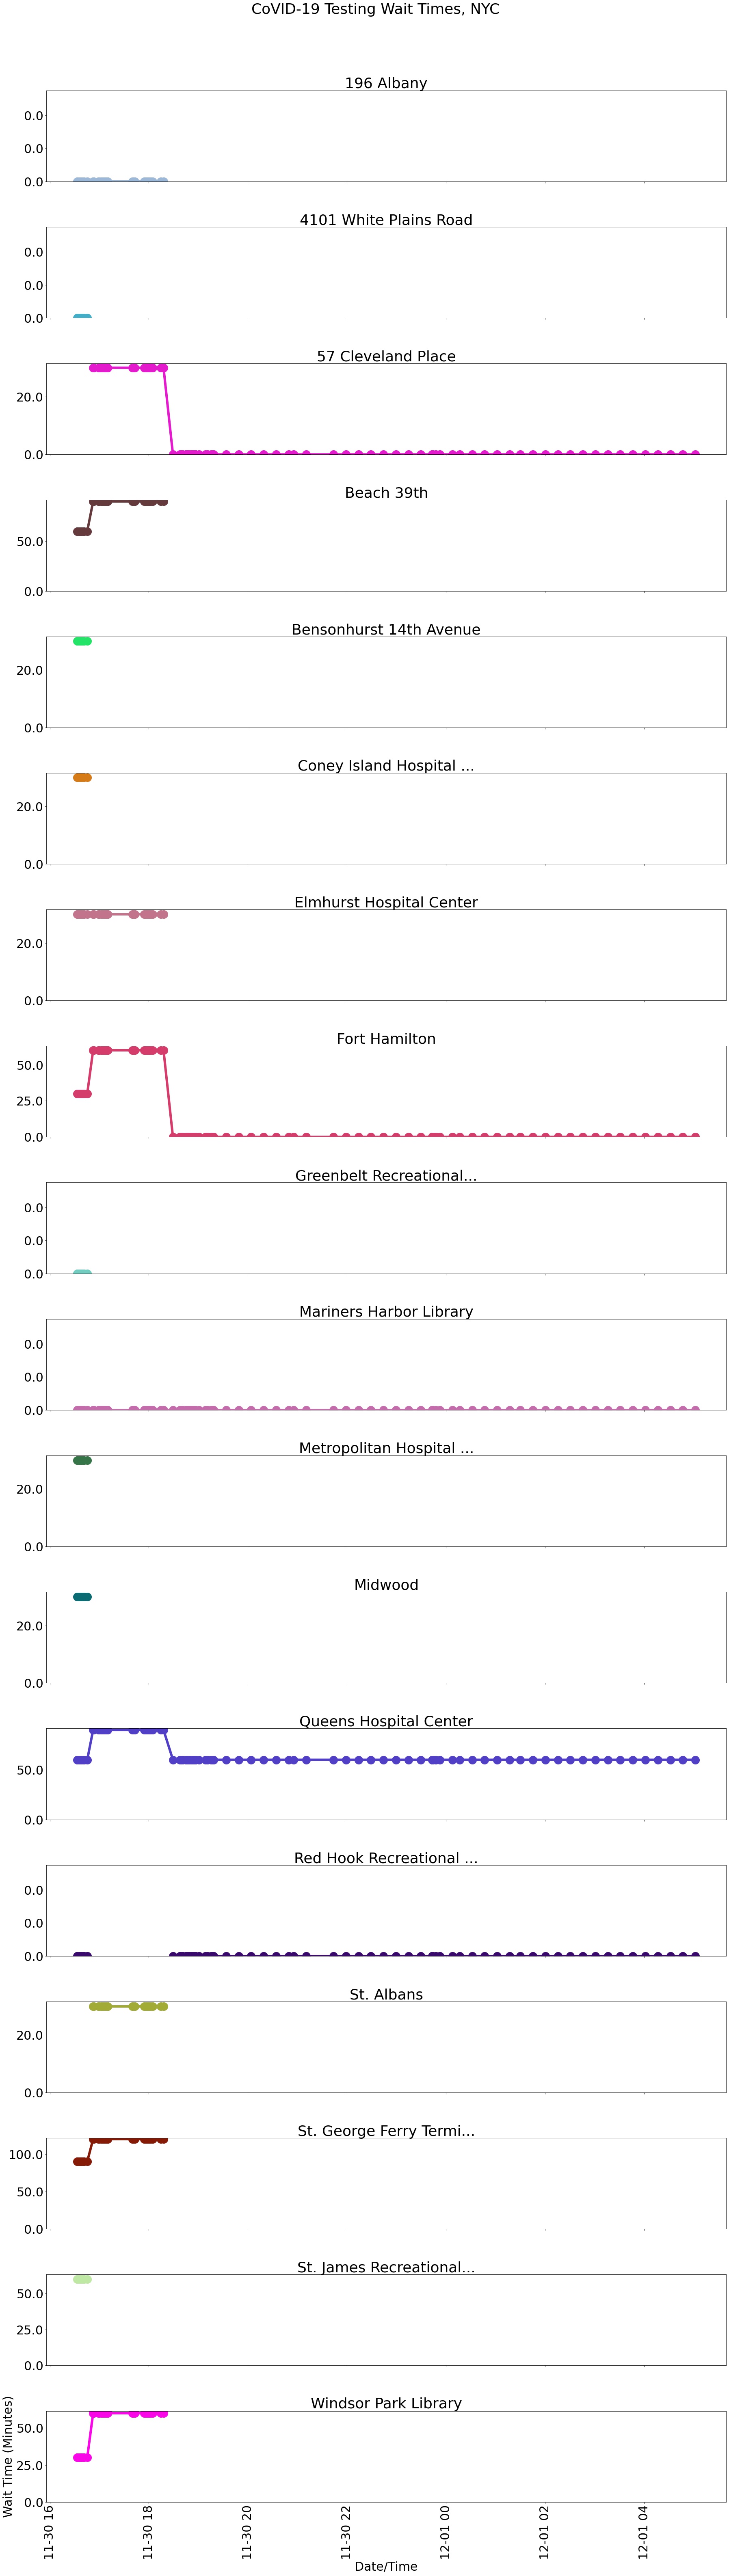 CoVID-19 Testing Wait Times, NYC
196 Albany
0.0
0.0
0.0
4101 White Plains Road
0.0
0.0
0.0
57 Cleveland Place
20.0
0.0
Beach 39th
50.0
0.0
Bensonhurst 14th Avenue
20.0
0.0
Coney Island Hospital ...
20.0
0.0
Elmhurst Hospital Center
20.0
0.0
Fort Hamilton
50.0
25.0
0.0
Greenbelt Recreational...
0.0
0.0
0.0
Mariners Harbor Library
0.0
0.0
0.0
Metropolitan Hospital ...
20.0
0.0
Midwood
20.0
0.0
Queens Hospital Center
50.0
0.0
Red Hook Recreational ...
0.0
0.0
0.0
St. Albans
20.0
0.0
St. George Ferry Termi...
100.0
50.0
0.0
St. James Recreational...
50.0
25.0
0.0
Windsor Park Library
50.0
25.0
0.0
Wait Time (Minutes)
11-30 16
11-30 18
11-30 20
11-30 22
12-01 00
12-01 02
12-01 04
Date/Time